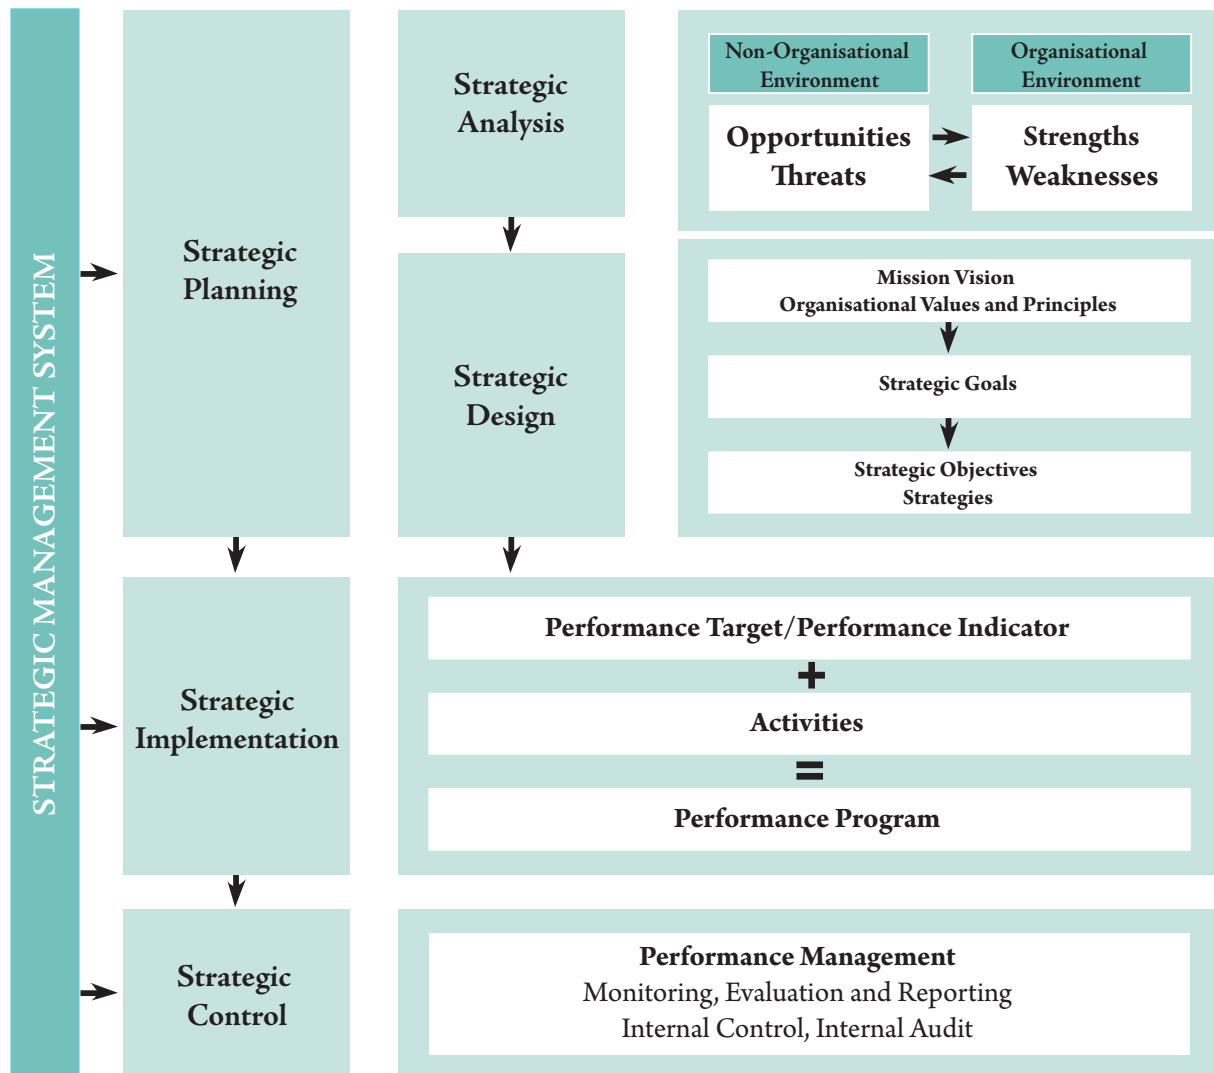 STRATEGIC MANAGEMENT SYSTEM
Strategic
Planning
Strategic
Analysis
Non-Organisational
Environment
Organisational
Environment
Opportunities
Threats
Strengths
Weaknesses
Strategic
Design
Mission Vision
Organisational Values and Principles
Strategic Goals
Strategic Objectives
Strategies
Strategic
Implementation
Performance Target/Performance Indicator
+
Activities
=
Performance Program
Strategic
Control
Performance Management
Monitoring, Evaluation and Reporting
Internal Control, Internal Audit